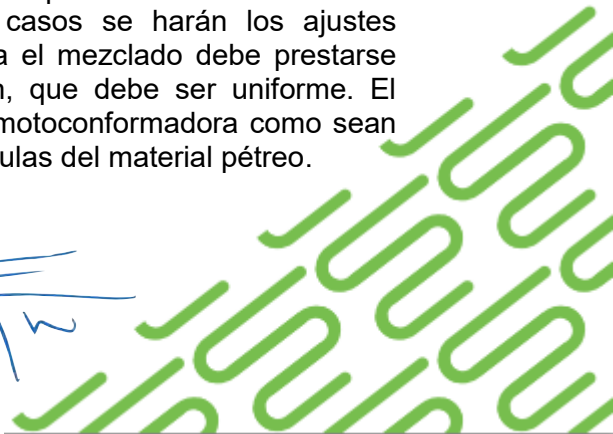 casos se harán los ajustes
a el mezclado debe prestarse
n, que debe ser uniforme. El
motoconformadora como sean
ulas del material pétreo.